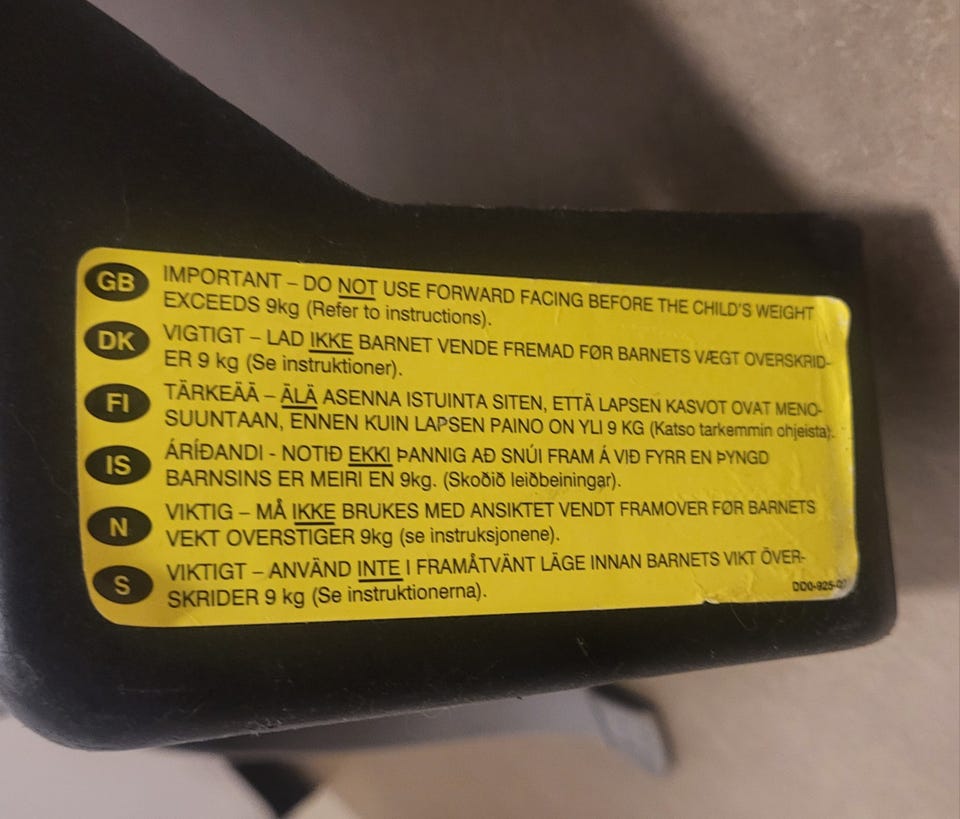 GB IMPORTANT – DO NOT USE FORWARD FACING BEFORE THE CHILD'S WEIGHT
EXCEEDS 9kg (Refer to instructions).
DK VIGTIGT – LAD IKKE BARNET VENDE FREMAD FØR BARNETS VÆGT OVERSKRID-
ER 9 kg (Se instruktioner).
FI TÄRKEÄÄ – ÄLÄ ASENNA ISTUINTA SITEN, ETTÄ LAPSEN KASVOT OVAT MENO-
SUUNTAAN, ENNEN KUIN LAPSEN PAINO ON YLI 9 KG (Katso tarkemmin ohjeista).
IS ÁRÍÐANDI - NOTIÐ EKKI ÞANNIG AÐ SNÚI FRAM Á VIÐ FYRR EN ÞYNGD
BARNSINS ER MEIRI EN 9kg. (Skoðið leiðbeiningar).
N VIKTIG – MÅ IKKE BRUKES MED ANSIKTET VENDT FRAMOVER FØR BARNETS
VEKT OVERSTIGER 9kg (se instruksjonene).
S VIKTIGT – ANVÄND INTE I FRAMÅTVÄNT LÄGE INNAN BARNETS VIKT ÖVER-
SKRIDER 9 kg (Se instruktionerna).